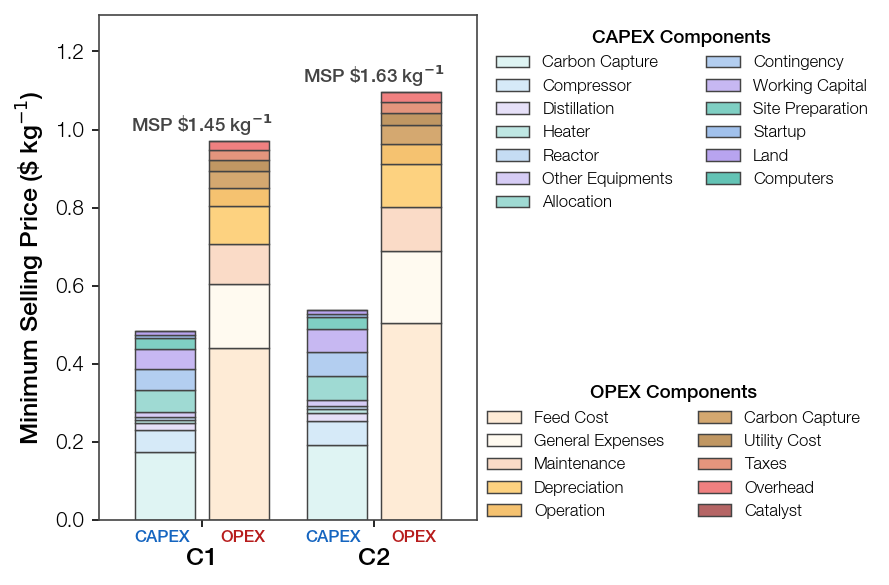 CAPEX Components
Carbon Capture
Compressor
Distillation
Heater
Reactor
Other Equipments
Allocation
Contingency
Working Capital
Site Preparation
Startup
Land
Computers
MSP $1.45 kg⁻¹
MSP $1.63 kg⁻¹
Minimum Selling Price ($ kg⁻¹)
1.2
1.0
0.8
0.6
0.4
0.2
0.0
CAPEX OPEX CAPEX OPEX
C1 C2
OPEX Components
Feed Cost
General Expenses
Maintenance
Depreciation
Operation
Carbon Capture
Utility Cost
Taxes
Overhead
Catalyst